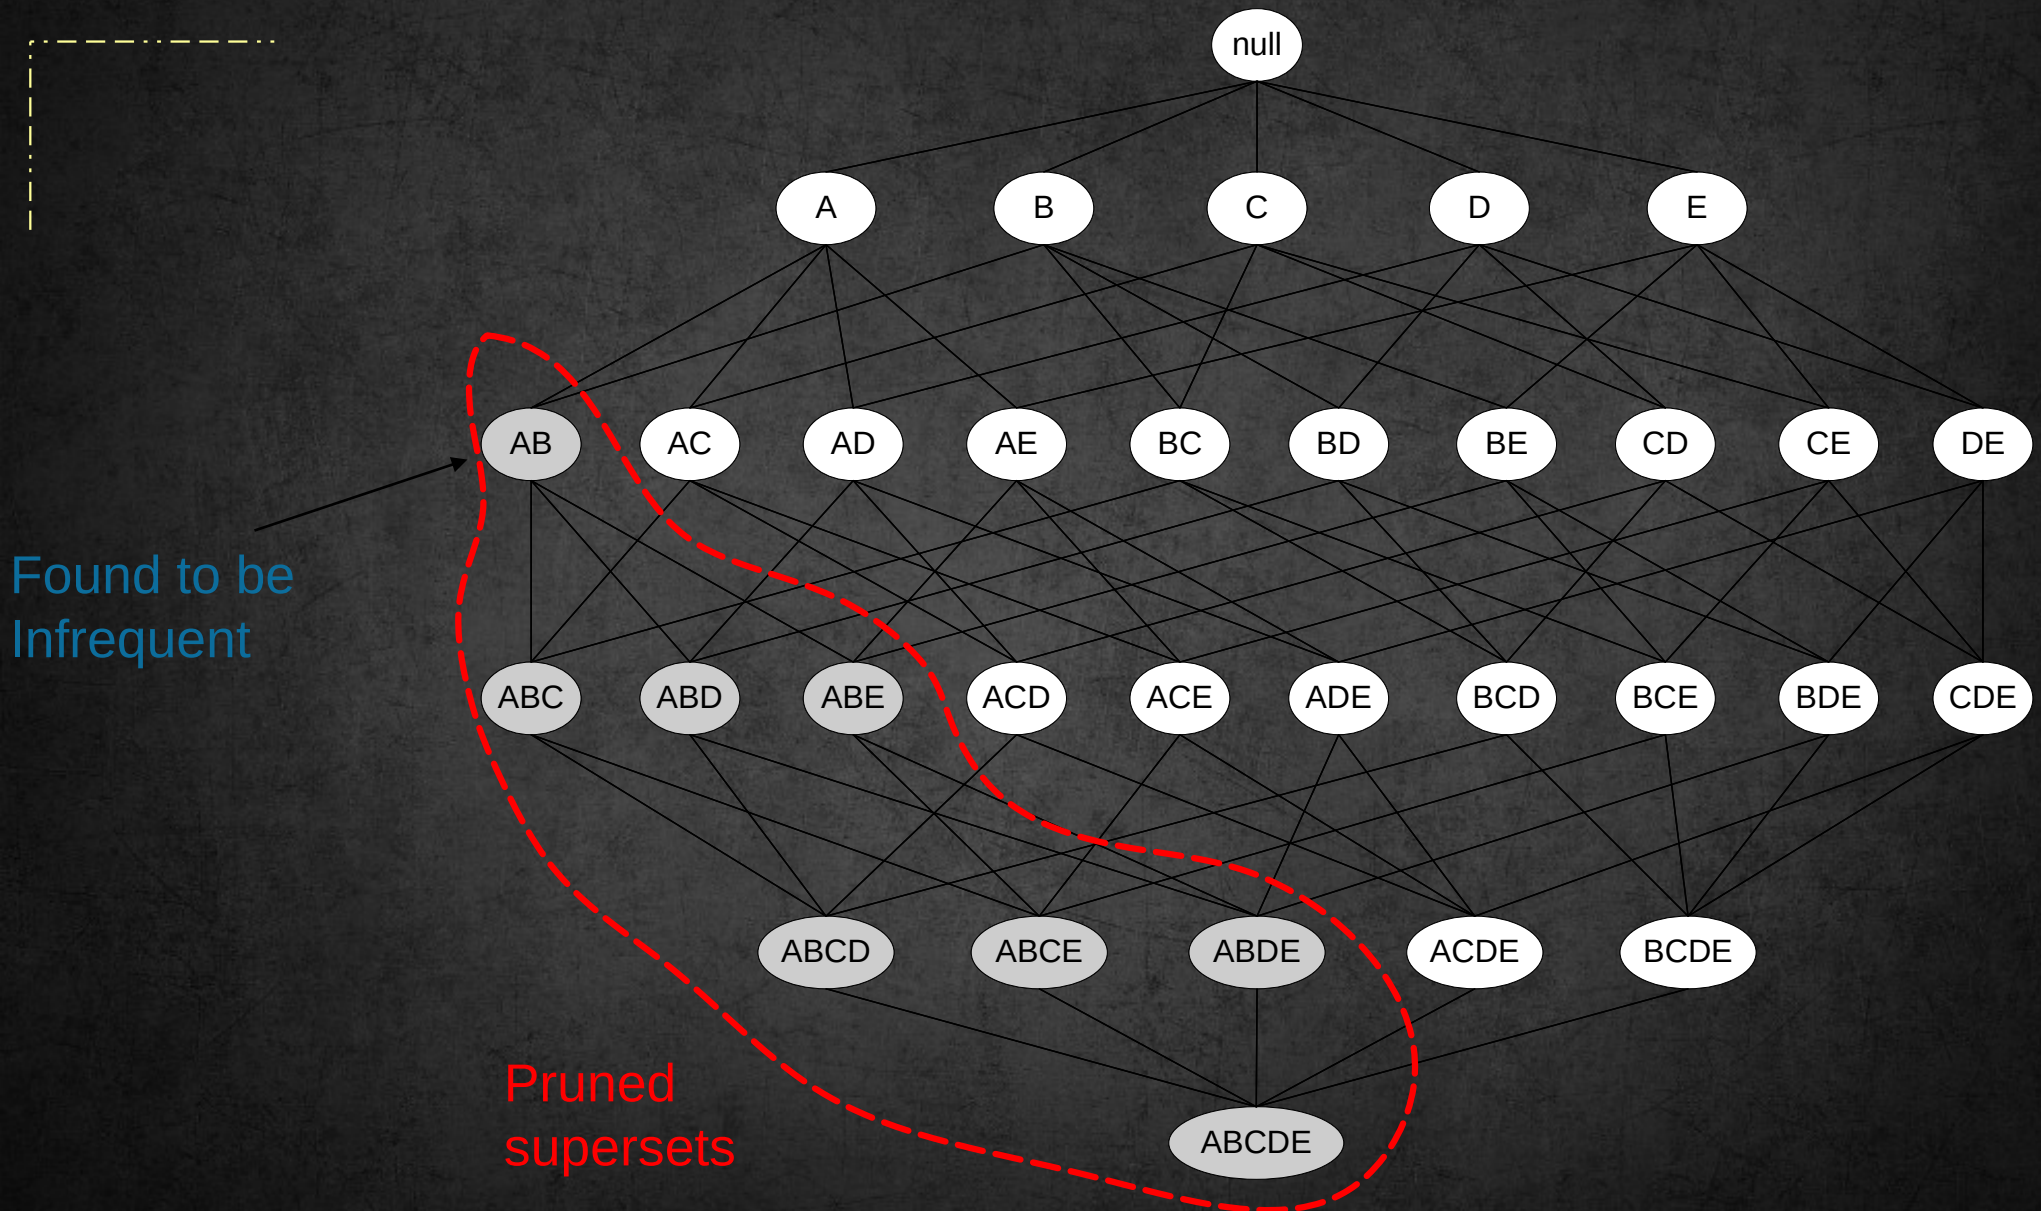 null
A B C D E
AB AC AD AE BC BD BE CD CE DE
Found to be
Infrequent
ABC ABD ABE ACD ACE ADE BCD BCE BDE CDE
ABCD ABCE ABDE ACDE BCDE
Pruned
supersets
ABCDE